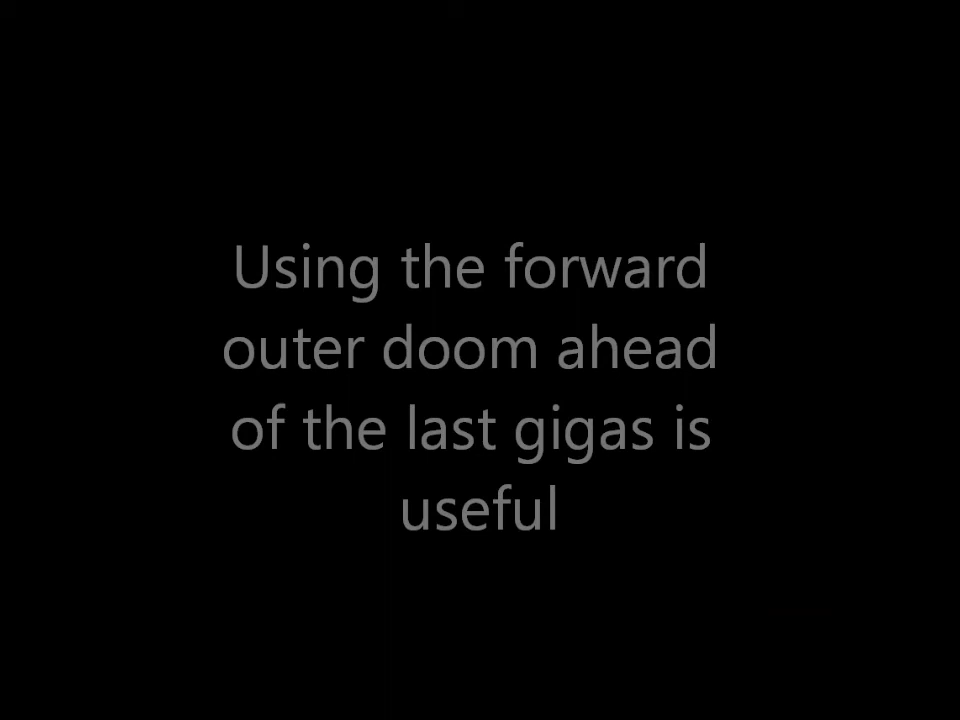 Using the forward
outer doom ahead
of the last gigas is
useful